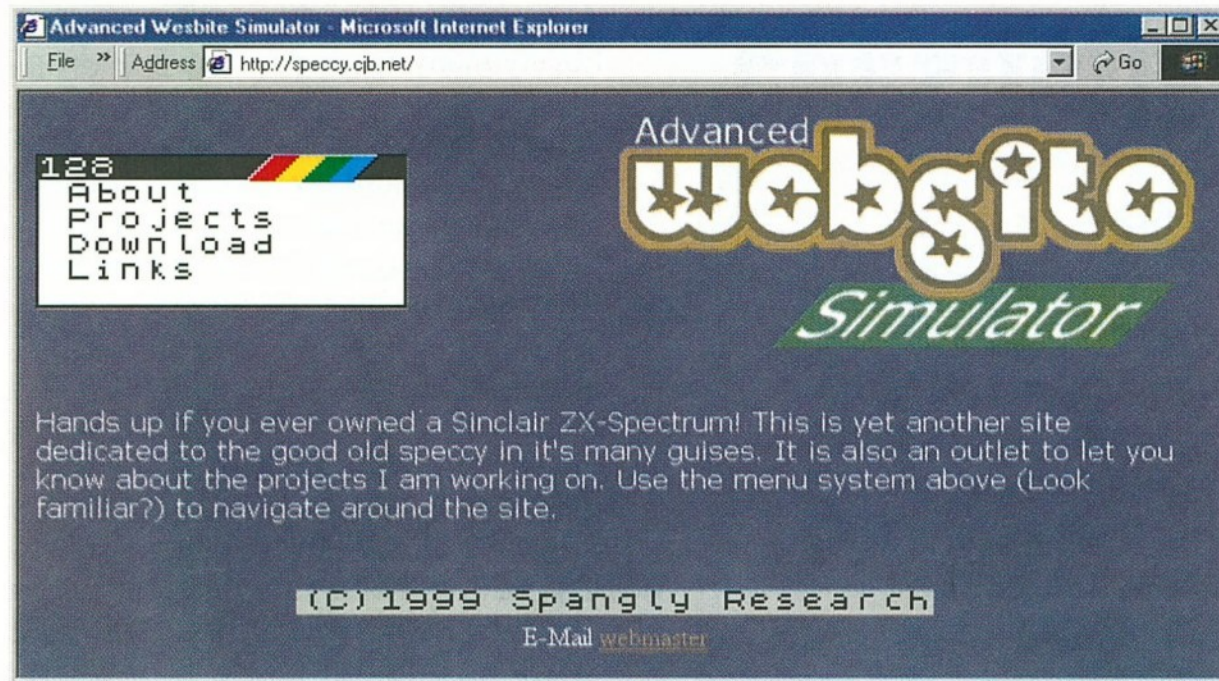 Advanced Wesbite Simulator - Microsoft Internet Explorer
File » Address http://speccy.cjb.net/ Go
128
About
Projects
Download
Links
Advanced
website
Simulator
Hands up if you ever owned a Sinclair ZX-Spectrum! This is yet another site
dedicated to the good old speccy in it's many guises. It is also an outlet to let you
know about the projects I am working on. Use the menu system above (Look
familiar?) to navigate around the site.
(C)1999 Spangly Research
E-Mail webmaster